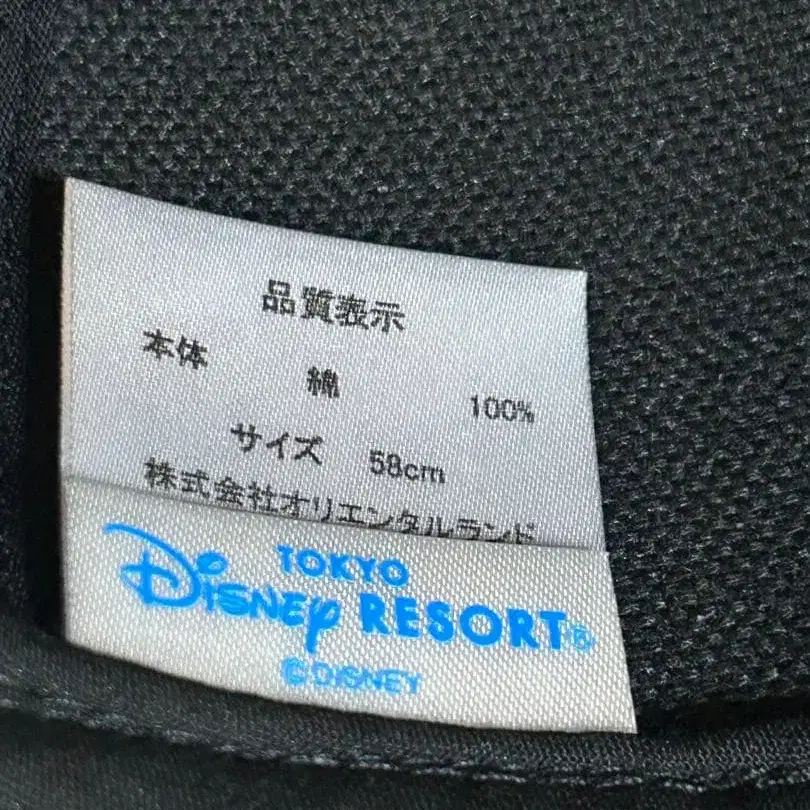 品質表示
本体 綿 100%
サイズ 58cm
株式会社オリエンタルランド
TOKYO
Disney RESORT®
©DISNEY